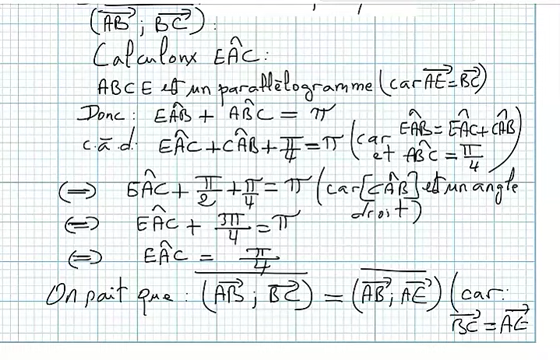 (AB→ ; BC→) :
Calculons EÂC :
ABCE est un parallèlogramme (car AE→ = BC→)
Donc : EÂB + AB̂C = π
c.à.d. EÂC + CÂB + π/4 = π (car EÂB = EÂC + CÂB et AB̂C = π/4)
⟺ EÂC + π/2 + π/4 = π (car [CÂB] est un angle droit)
⟺ EÂC + 3π/4 = π
⟺ EÂC = π/4
On sait que : (AB→ ; BC→) = (AB→ ; AE→) (car :
BC→ = AE→